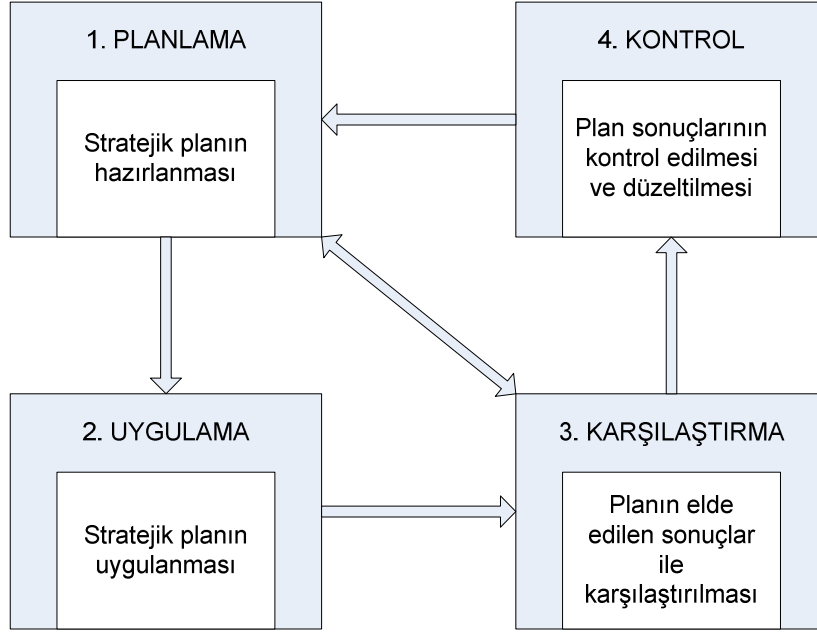 1. PLANLAMA
Stratejik planın
hazırlanması
4. KONTROL
Plan sonuçlarının
kontrol edilmesi
ve düzeltilmesi
2. UYGULAMA
Stratejik planın
uygulanması
3. KARŞILAŞTIRMA
Planın elde
edilen sonuçlar
ile
karşılaştırılması